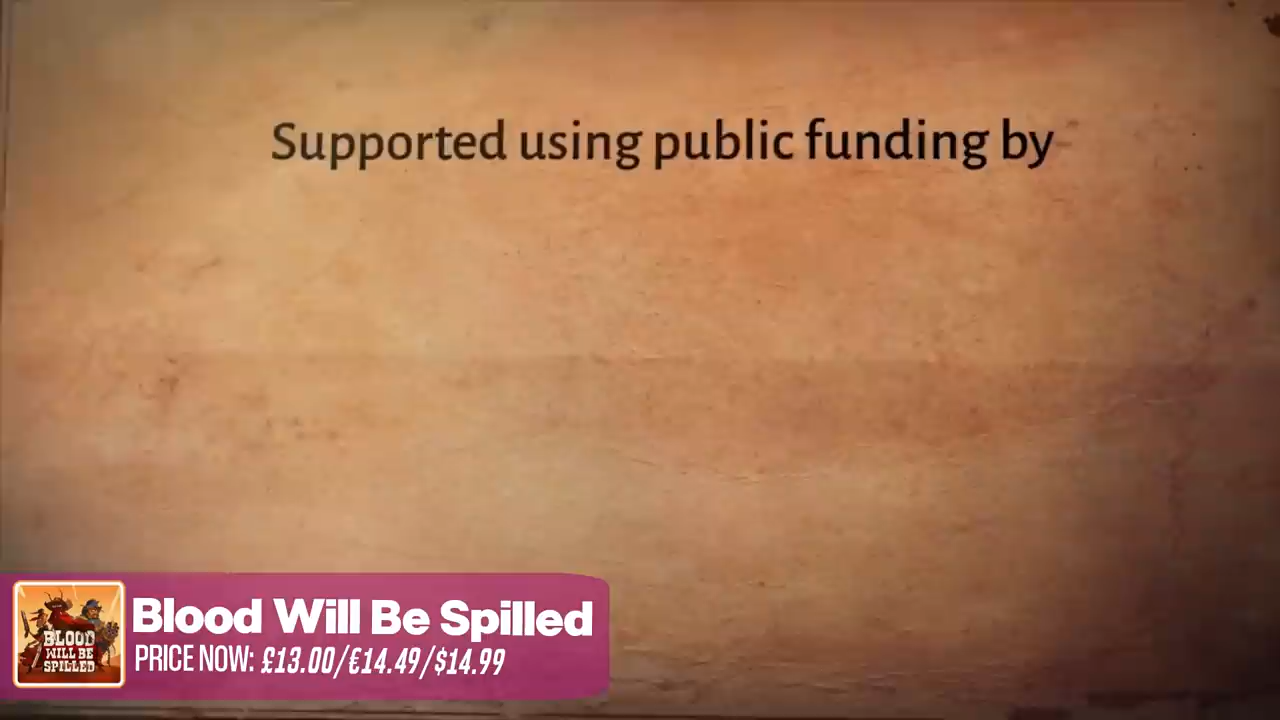 Supported using public funding by
BLOOD
WILL BE
SPILLED
Blood Will Be Spilled
PRICE NOW: £13.00/€14.49/$14.99